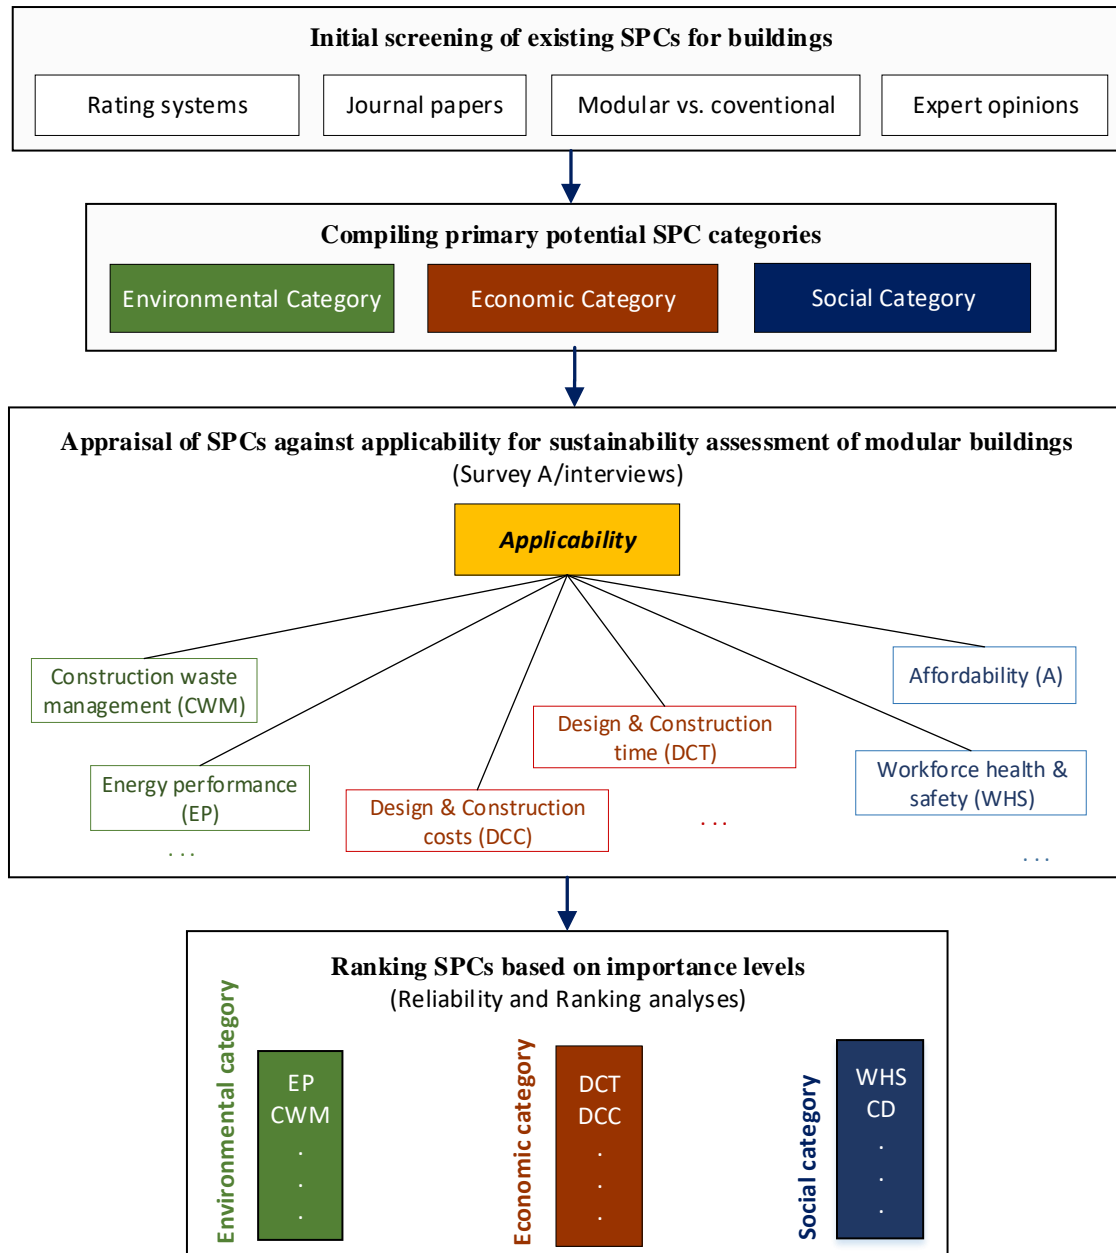 Initial screening of existing SPCs for buildings
Rating systems
Journal papers
Modular vs. coventional
Expert opinions
Compiling primary potential SPC categories
Environmental Category
Economic Category
Social Category
Appraisal of SPCs against applicability for sustainability assessment of modular buildings
(Survey A/interviews)
Applicability
Construction waste
management (CWM)
Affordability (A)
Design & Construction
time (DCT)
Energy performance
(EP)
Workforce health &
safety (WHS)
Design & Construction
costs (DCC)
. . .
. . .
. . .
Ranking SPCs based on importance levels
(Reliability and Ranking analyses)
Environmental category
EP
CWM
.
.
.
Economic category
DCT
DCC
.
.
.
Social category
WHS
CD
.
.
.